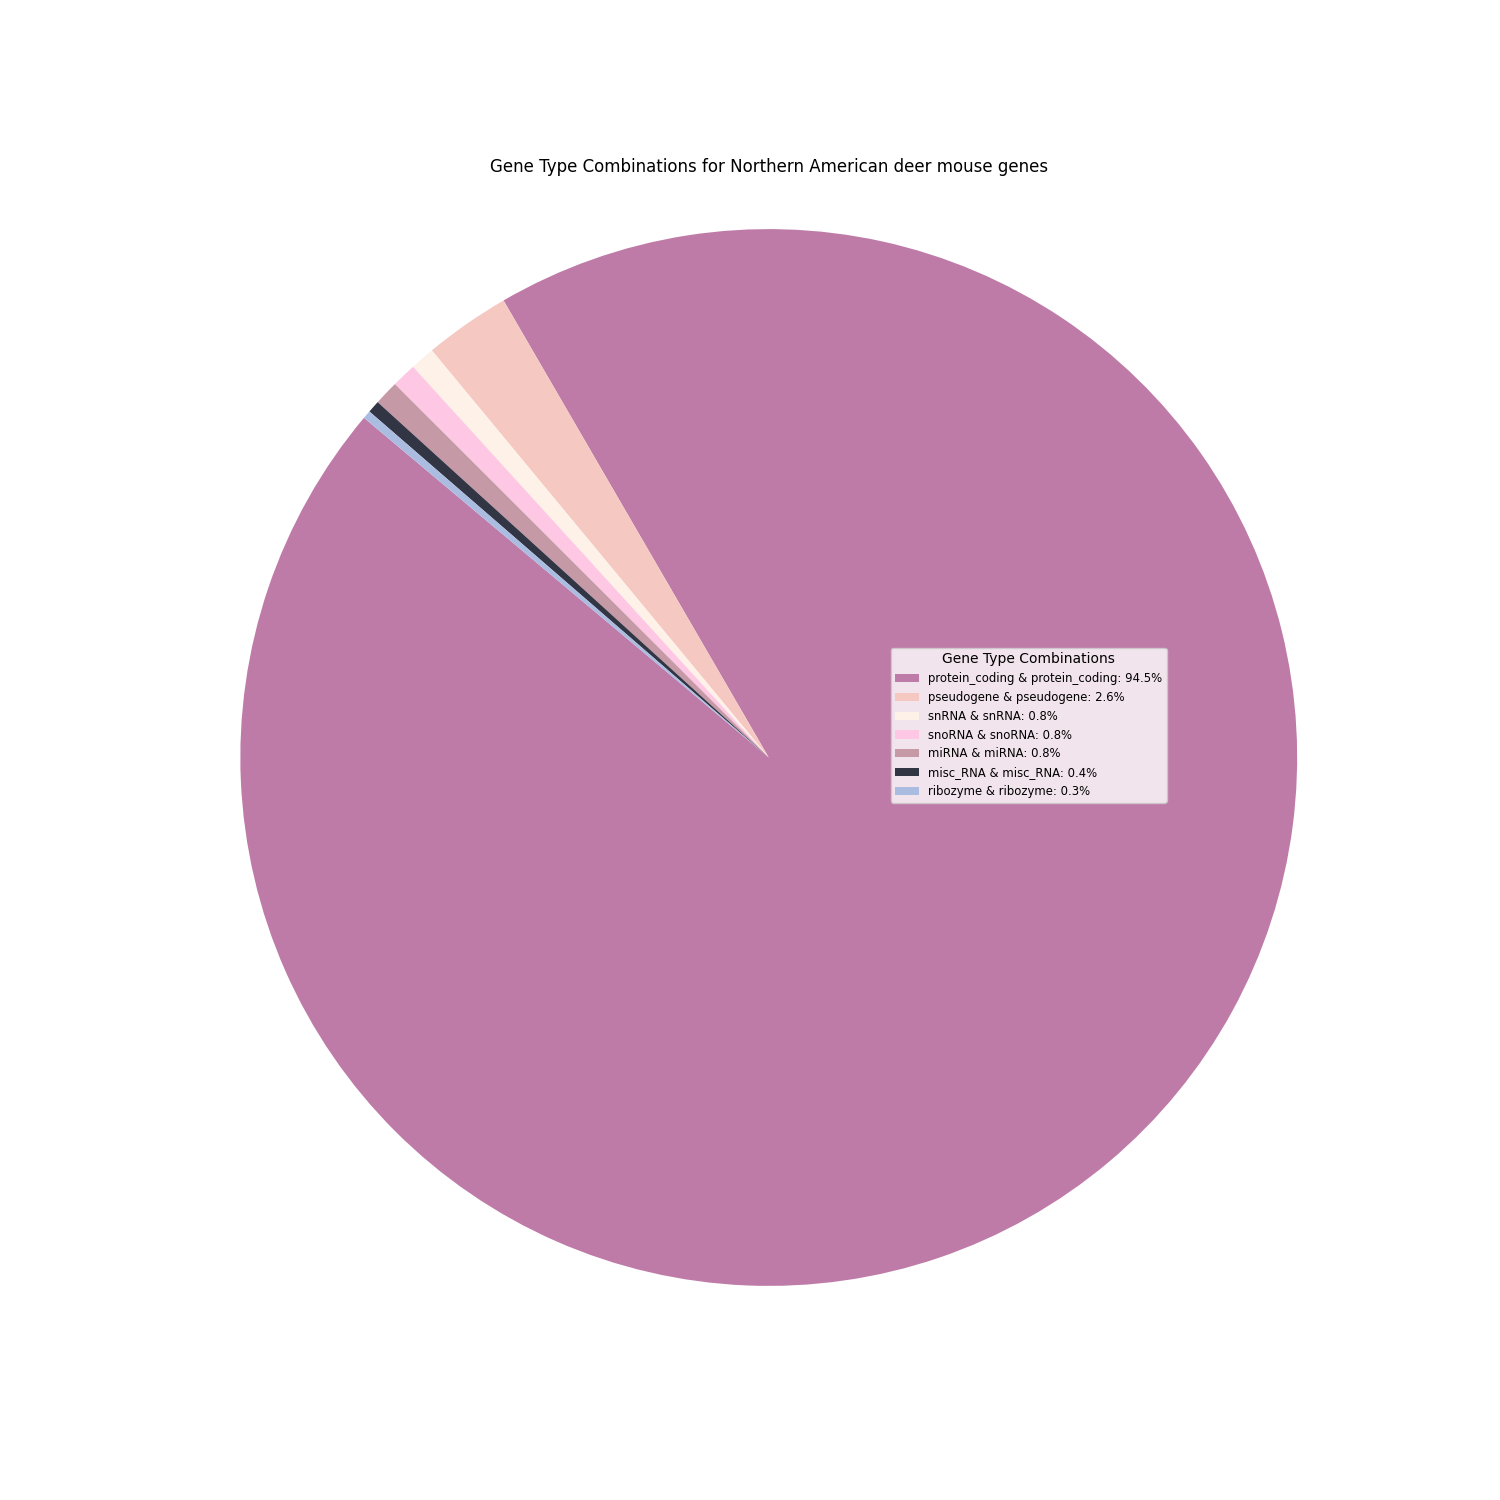 Gene Type Combinations for Northern American deer mouse genes
Gene Type Combinations
protein_coding & protein_coding: 94.5%
pseudogene & pseudogene: 2.6%
snRNA & snRNA: 0.8%
snoRNA & snoRNA: 0.8%
miRNA & miRNA: 0.8%
misc_RNA & misc_RNA: 0.4%
ribozyme & ribozyme: 0.3%